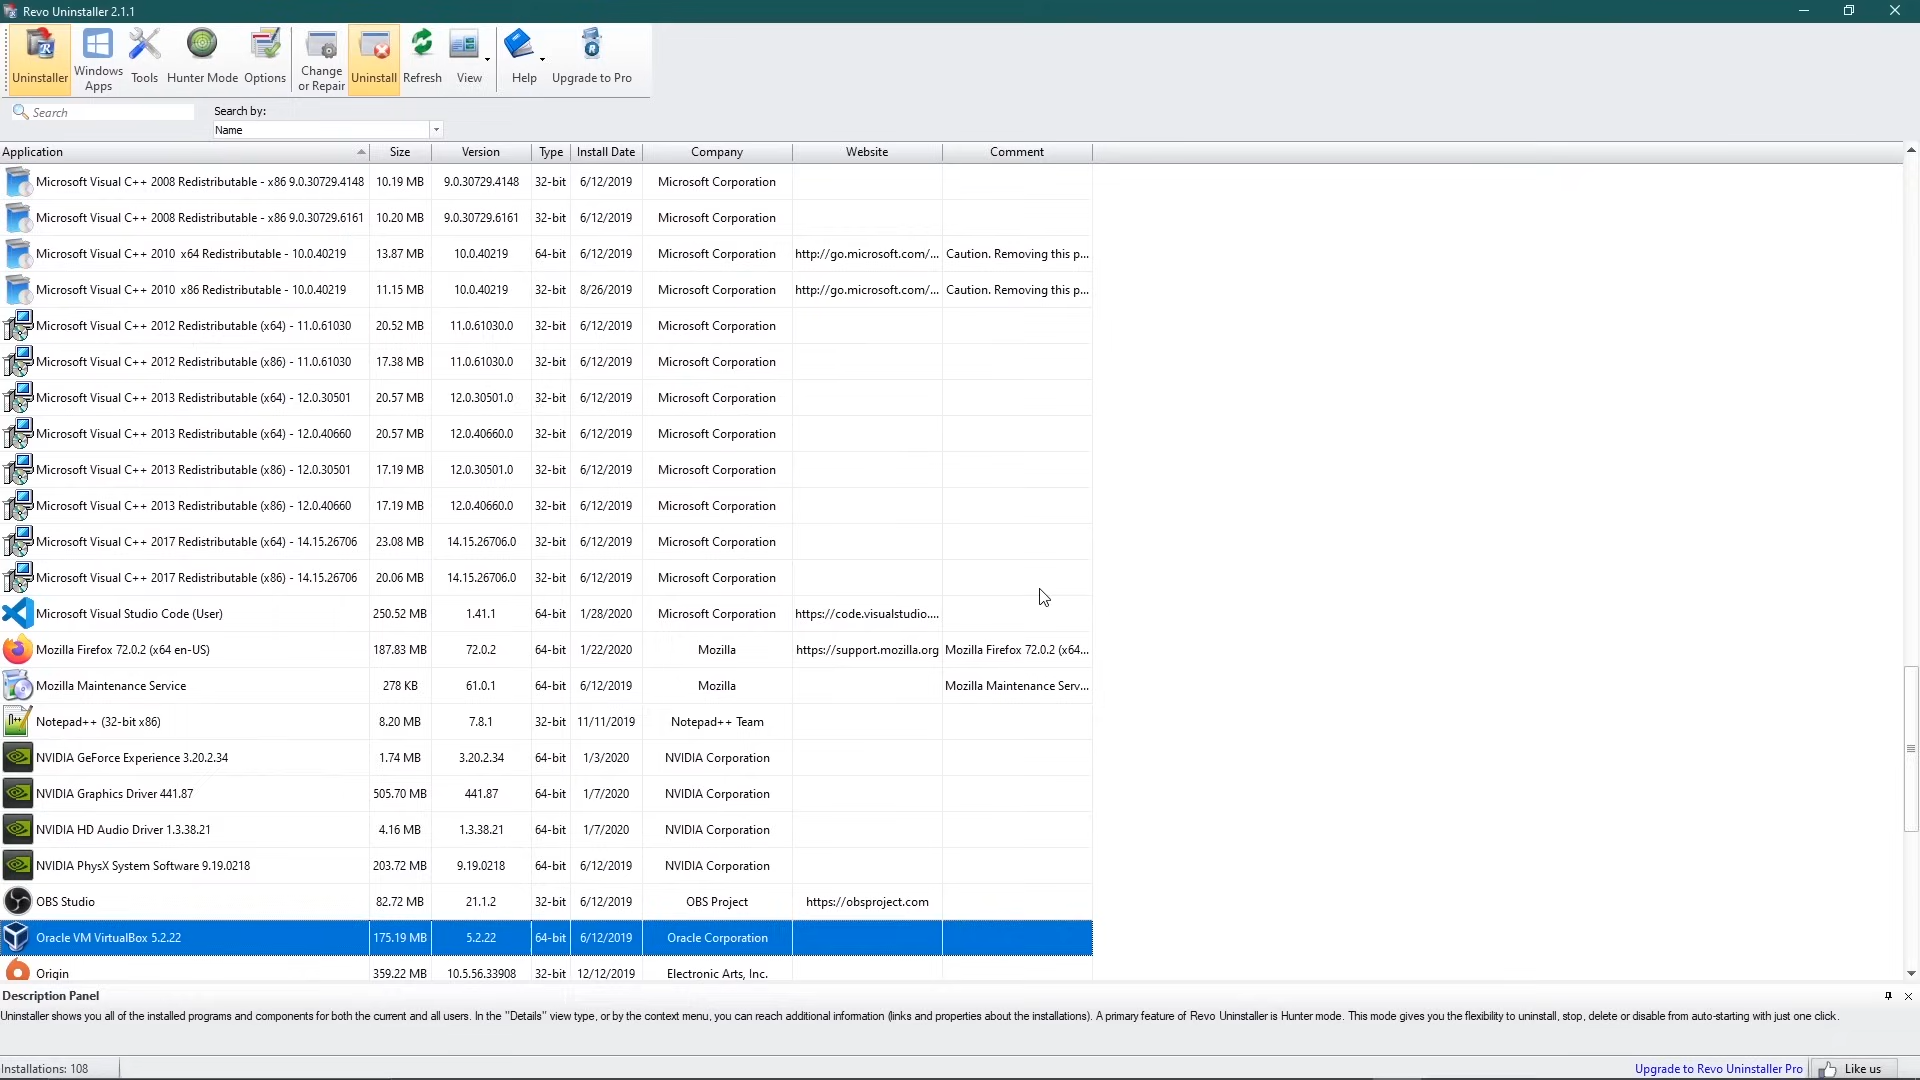 Revo Uninstaller 2.1.1
Uninstaller
Windows Apps
Tools
Hunter Mode
Options
Change or Repair
Uninstall
Refresh
View
Help
Upgrade to Pro
Search
Search by:
Name
Application Size Version Type Install Date Company Website Comment
Microsoft Visual C++ 2008 Redistributable - x86 9.0.30729.4148 10.19 MB 9.0.30729.4148 32-bit 6/12/2019 Microsoft Corporation
Microsoft Visual C++ 2008 Redistributable - x86 9.0.30729.6161 10.20 MB 9.0.30729.6161 32-bit 6/12/2019 Microsoft Corporation
Microsoft Visual C++ 2010  x64 Redistributable - 10.0.40219 13.87 MB 10.0.40219 64-bit 6/12/2019 Microsoft Corporation http://go.microsoft.com/... Caution. Removing this p...
Microsoft Visual C++ 2010  x86 Redistributable - 10.0.40219 11.15 MB 10.0.40219 32-bit 8/26/2019 Microsoft Corporation http://go.microsoft.com/... Caution. Removing this p...
Microsoft Visual C++ 2012 Redistributable (x64) - 11.0.61030 20.52 MB 11.0.61030.0 32-bit 6/12/2019 Microsoft Corporation
Microsoft Visual C++ 2012 Redistributable (x86) - 11.0.61030 17.38 MB 11.0.61030.0 32-bit 6/12/2019 Microsoft Corporation
Microsoft Visual C++ 2013 Redistributable (x64) - 12.0.30501 20.57 MB 12.0.30501.0 32-bit 6/12/2019 Microsoft Corporation
Microsoft Visual C++ 2013 Redistributable (x64) - 12.0.40660 20.57 MB 12.0.40660.0 32-bit 6/12/2019 Microsoft Corporation
Microsoft Visual C++ 2013 Redistributable (x86) - 12.0.30501 17.19 MB 12.0.30501.0 32-bit 6/12/2019 Microsoft Corporation
Microsoft Visual C++ 2013 Redistributable (x86) - 12.0.40660 17.19 MB 12.0.40660.0 32-bit 6/12/2019 Microsoft Corporation
Microsoft Visual C++ 2017 Redistributable (x64) - 14.15.26706 23.08 MB 14.15.26706.0 32-bit 6/12/2019 Microsoft Corporation
Microsoft Visual C++ 2017 Redistributable (x86) - 14.15.26706 20.06 MB 14.15.26706.0 32-bit 6/12/2019 Microsoft Corporation
Microsoft Visual Studio Code (User) 250.52 MB 1.41.1 64-bit 1/28/2020 Microsoft Corporation https://code.visualstudio....
Mozilla Firefox 72.0.2 (x64 en-US) 187.83 MB 72.0.2 64-bit 1/22/2020 Mozilla https://support.mozilla.org Mozilla Firefox 72.0.2 (x64...
Mozilla Maintenance Service 278 KB 61.0.1 64-bit 6/12/2019 Mozilla Mozilla Maintenance Serv...
Notepad++ (32-bit x86) 8.20 MB 7.8.1 32-bit 11/11/2019 Notepad++ Team
NVIDIA GeForce Experience 3.20.2.34 1.74 MB 3.20.2.34 64-bit 1/3/2020 NVIDIA Corporation
NVIDIA Graphics Driver 441.87 505.70 MB 441.87 64-bit 1/7/2020 NVIDIA Corporation
NVIDIA HD Audio Driver 1.3.38.21 4.16 MB 1.3.38.21 64-bit 1/7/2020 NVIDIA Corporation
NVIDIA PhysX System Software 9.19.0218 203.72 MB 9.19.0218 64-bit 6/12/2019 NVIDIA Corporation
OBS Studio 82.72 MB 21.1.2 32-bit 6/12/2019 OBS Project https://obsproject.com
Oracle VM VirtualBox 5.2.22 175.19 MB 5.2.22 64-bit 6/12/2019 Oracle Corporation
Origin 359.22 MB 10.5.56.33908 32-bit 12/12/2019 Electronic Arts, Inc.
Description Panel
Uninstaller shows you all of the installed programs and components for both the current and all users. In the "Details" view type, or by the context menu, you can reach additional information (links and properties about the installations). A primary feature of Revo Uninstaller is Hunter mode. This mode gives you the flexibility to uninstall, stop, delete or disable from auto-starting with just one click.
Installations: 108
Upgrade to Revo Uninstaller Pro
Like us